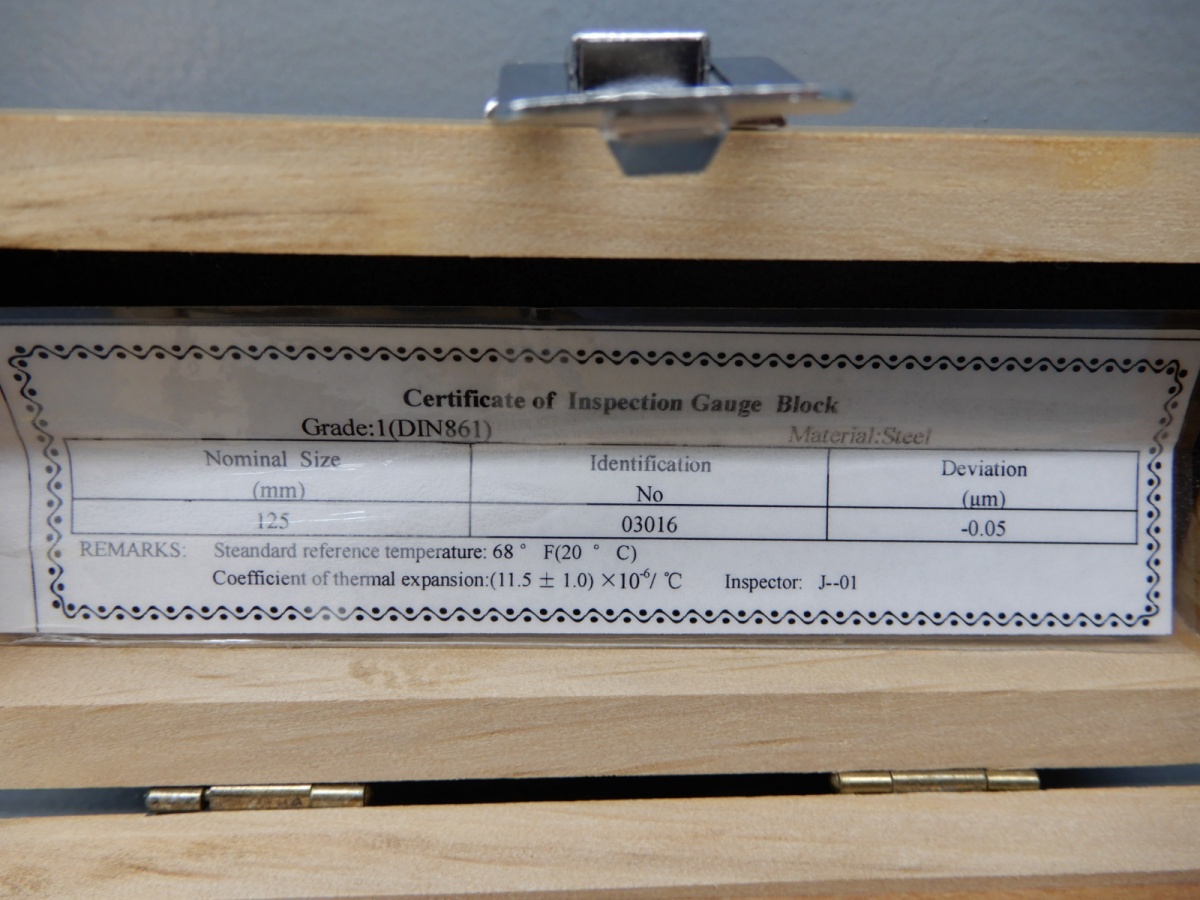 Certificate of Inspection Gauge Block
Grade:1(DIN861) Material:Steel
Nominal Size (mm) Identification No Deviation (μm)
125 03016 -0.05
REMARKS: Steandard reference temperature: 68 ° F(20 ° C)
Coefficient of thermal expansion:(11.5 ± 1.0) ×10⁻⁶/ ℃ Inspector: J--01